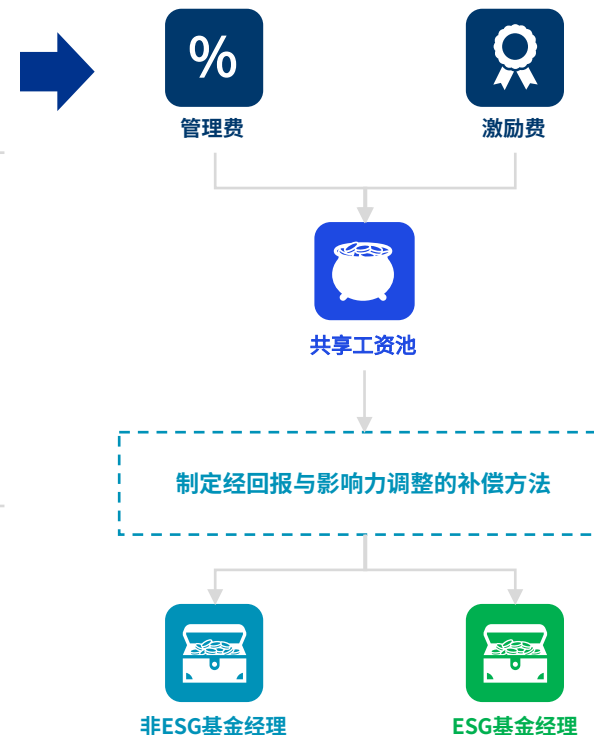 %
管理费
激励费
共享工资池
制定经回报与影响力调整的补偿方法
非ESG基金经理
ESG基金经理